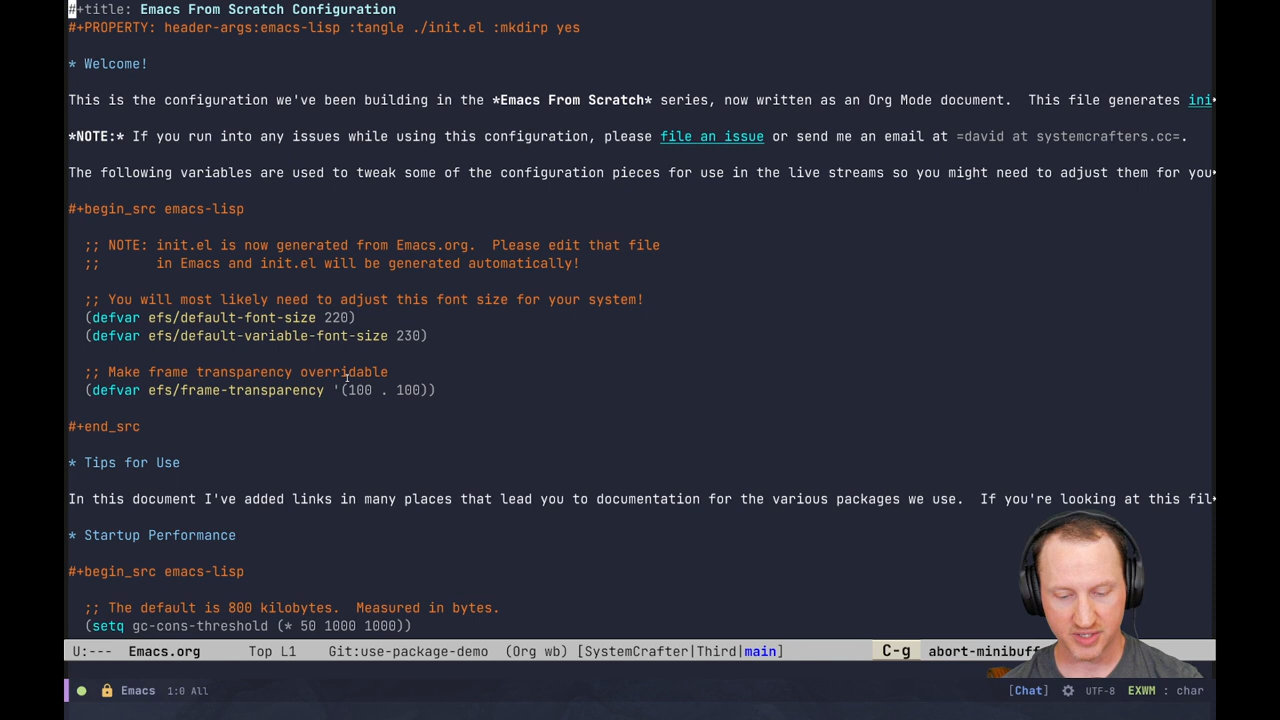 #+title: Emacs From Scratch Configuration
#+PROPERTY: header-args:emacs-lisp :tangle ./init.el :mkdirp yes
* Welcome!
This is the configuration we've been building in the *Emacs From Scratch* series, now written as an Org Mode document.  This file generates ini
*NOTE:* If you run into any issues while using this configuration, please file an issue or send me an email at =david at systemcrafters.cc=.
The following variables are used to tweak some of the configuration pieces for use in the live streams so you might need to adjust them for you
#+begin_src emacs-lisp
;; NOTE: init.el is now generated from Emacs.org.  Please edit that file
;;       in Emacs and init.el will be generated automatically!
;; You will most likely need to adjust this font size for your system!
(defvar efs/default-font-size 220)
(defvar efs/default-variable-font-size 230)
;; Make frame transparency overridable
(defvar efs/frame-transparency '(100 . 100))
#+end_src
* Tips for Use
In this document I've added links in many places that lead you to documentation for the various packages we use.  If you're looking at this fil
* Startup Performance
#+begin_src emacs-lisp
;; The default is 800 kilobytes.  Measured in bytes.
(setq gc-cons-threshold (* 50 1000 1000))
U:--- Emacs.org Top L1 Git:use-package-demo (Org wb) [SystemCrafter|Third|main] C-g abort-minibuf
Emacs 1:0 All [Chat] UTF-8 EXWM : char